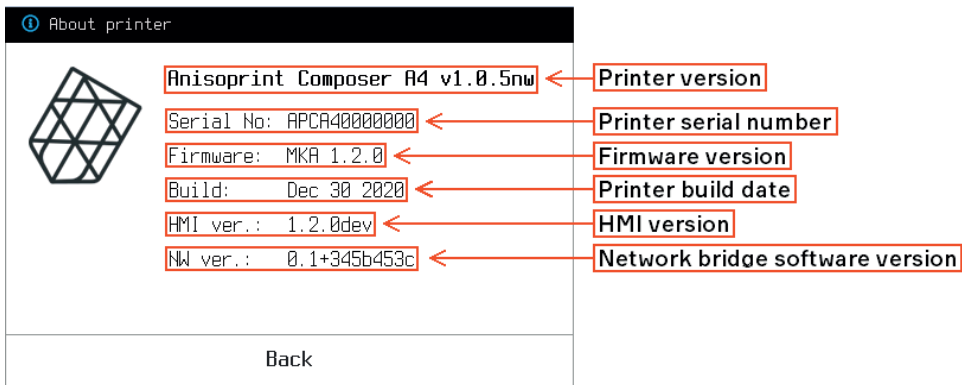 About printer
Anisoprint Composer A4 v1.0.5nw
Printer version
Serial No: APCA40000000
Printer serial number
Firmware: MKA 1.2.0
Firmware version
Build: Dec 30 2020
Printer build date
HMI ver.: 1.2.0dev
HMI version
NW ver.: 0.1+345b453c
Network bridge software version
Back